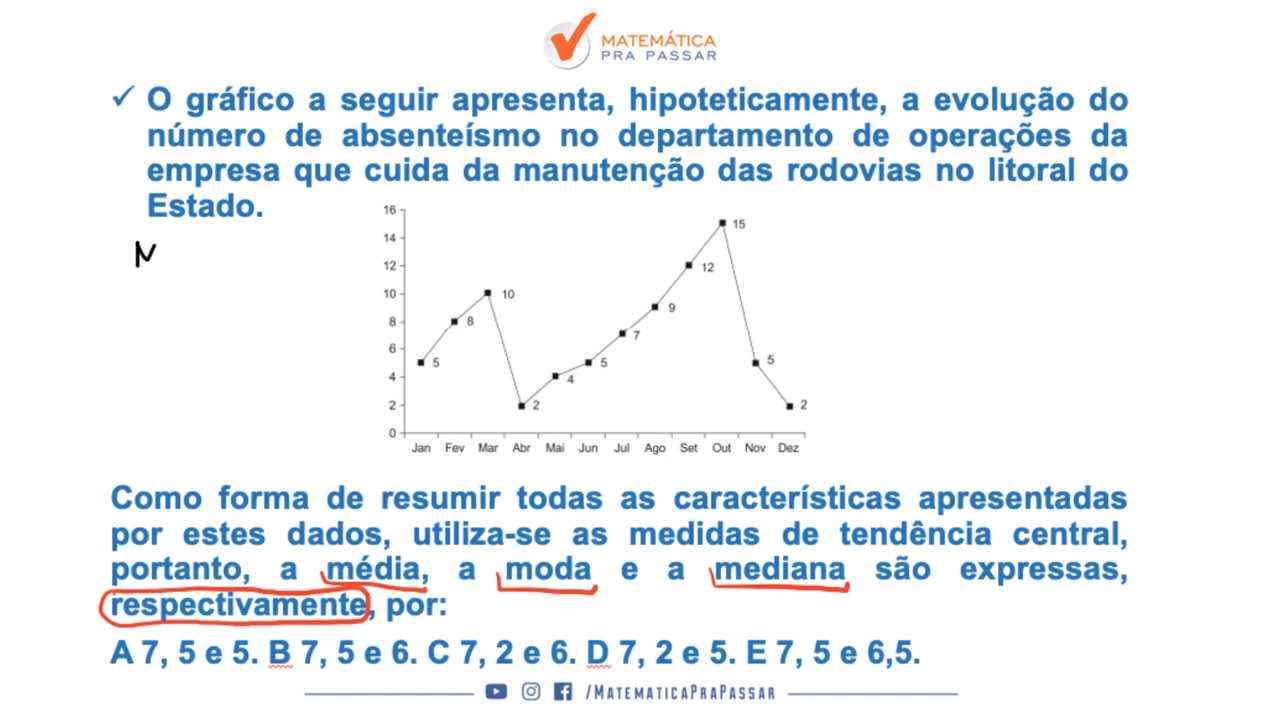 MATEMÁTICA
PRA PASSAR
✓ O gráfico a seguir apresenta, hipoteticamente, a evolução do
número de absenteísmo no departamento de operações da
empresa que cuida da manutenção das rodovias no litoral do
Estado.
N
16
14
12
10
8
6
4
2
0
5
8
10
2
4
5
7
9
12
15
5
2
Jan Fev Mar Abr Mai Jun Jul Ago Set Out Nov Dez
Como forma de resumir todas as características apresentadas
por estes dados, utiliza-se as medidas de tendência central,
portanto, a média, a moda e a mediana são expressas,
respectivamente, por:
A 7, 5 e 5. B 7, 5 e 6. C 7, 2 e 6. D 7, 2 e 5. E 7, 5 e 6,5.
/MATEMATICAPRAPASSAR